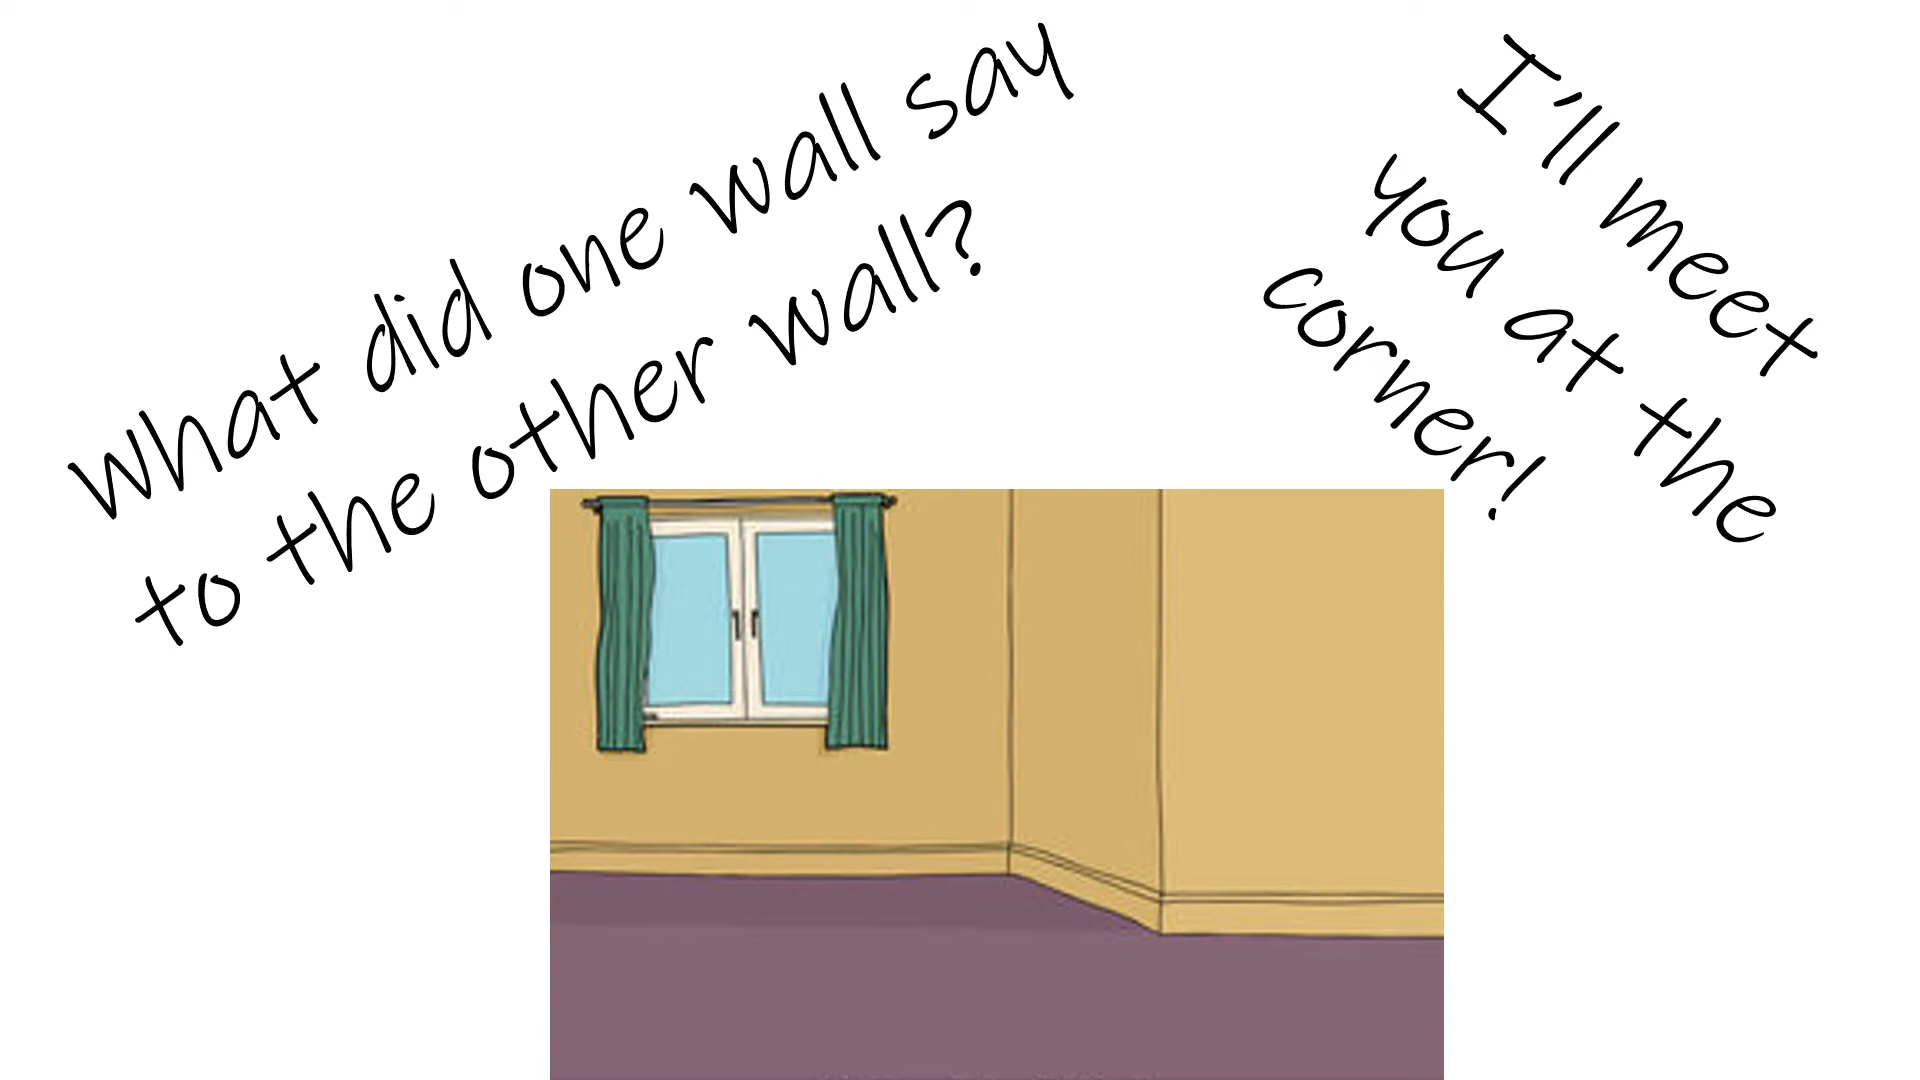 What did one wall say
to the other wall?
I'll meet
you at the
corner!